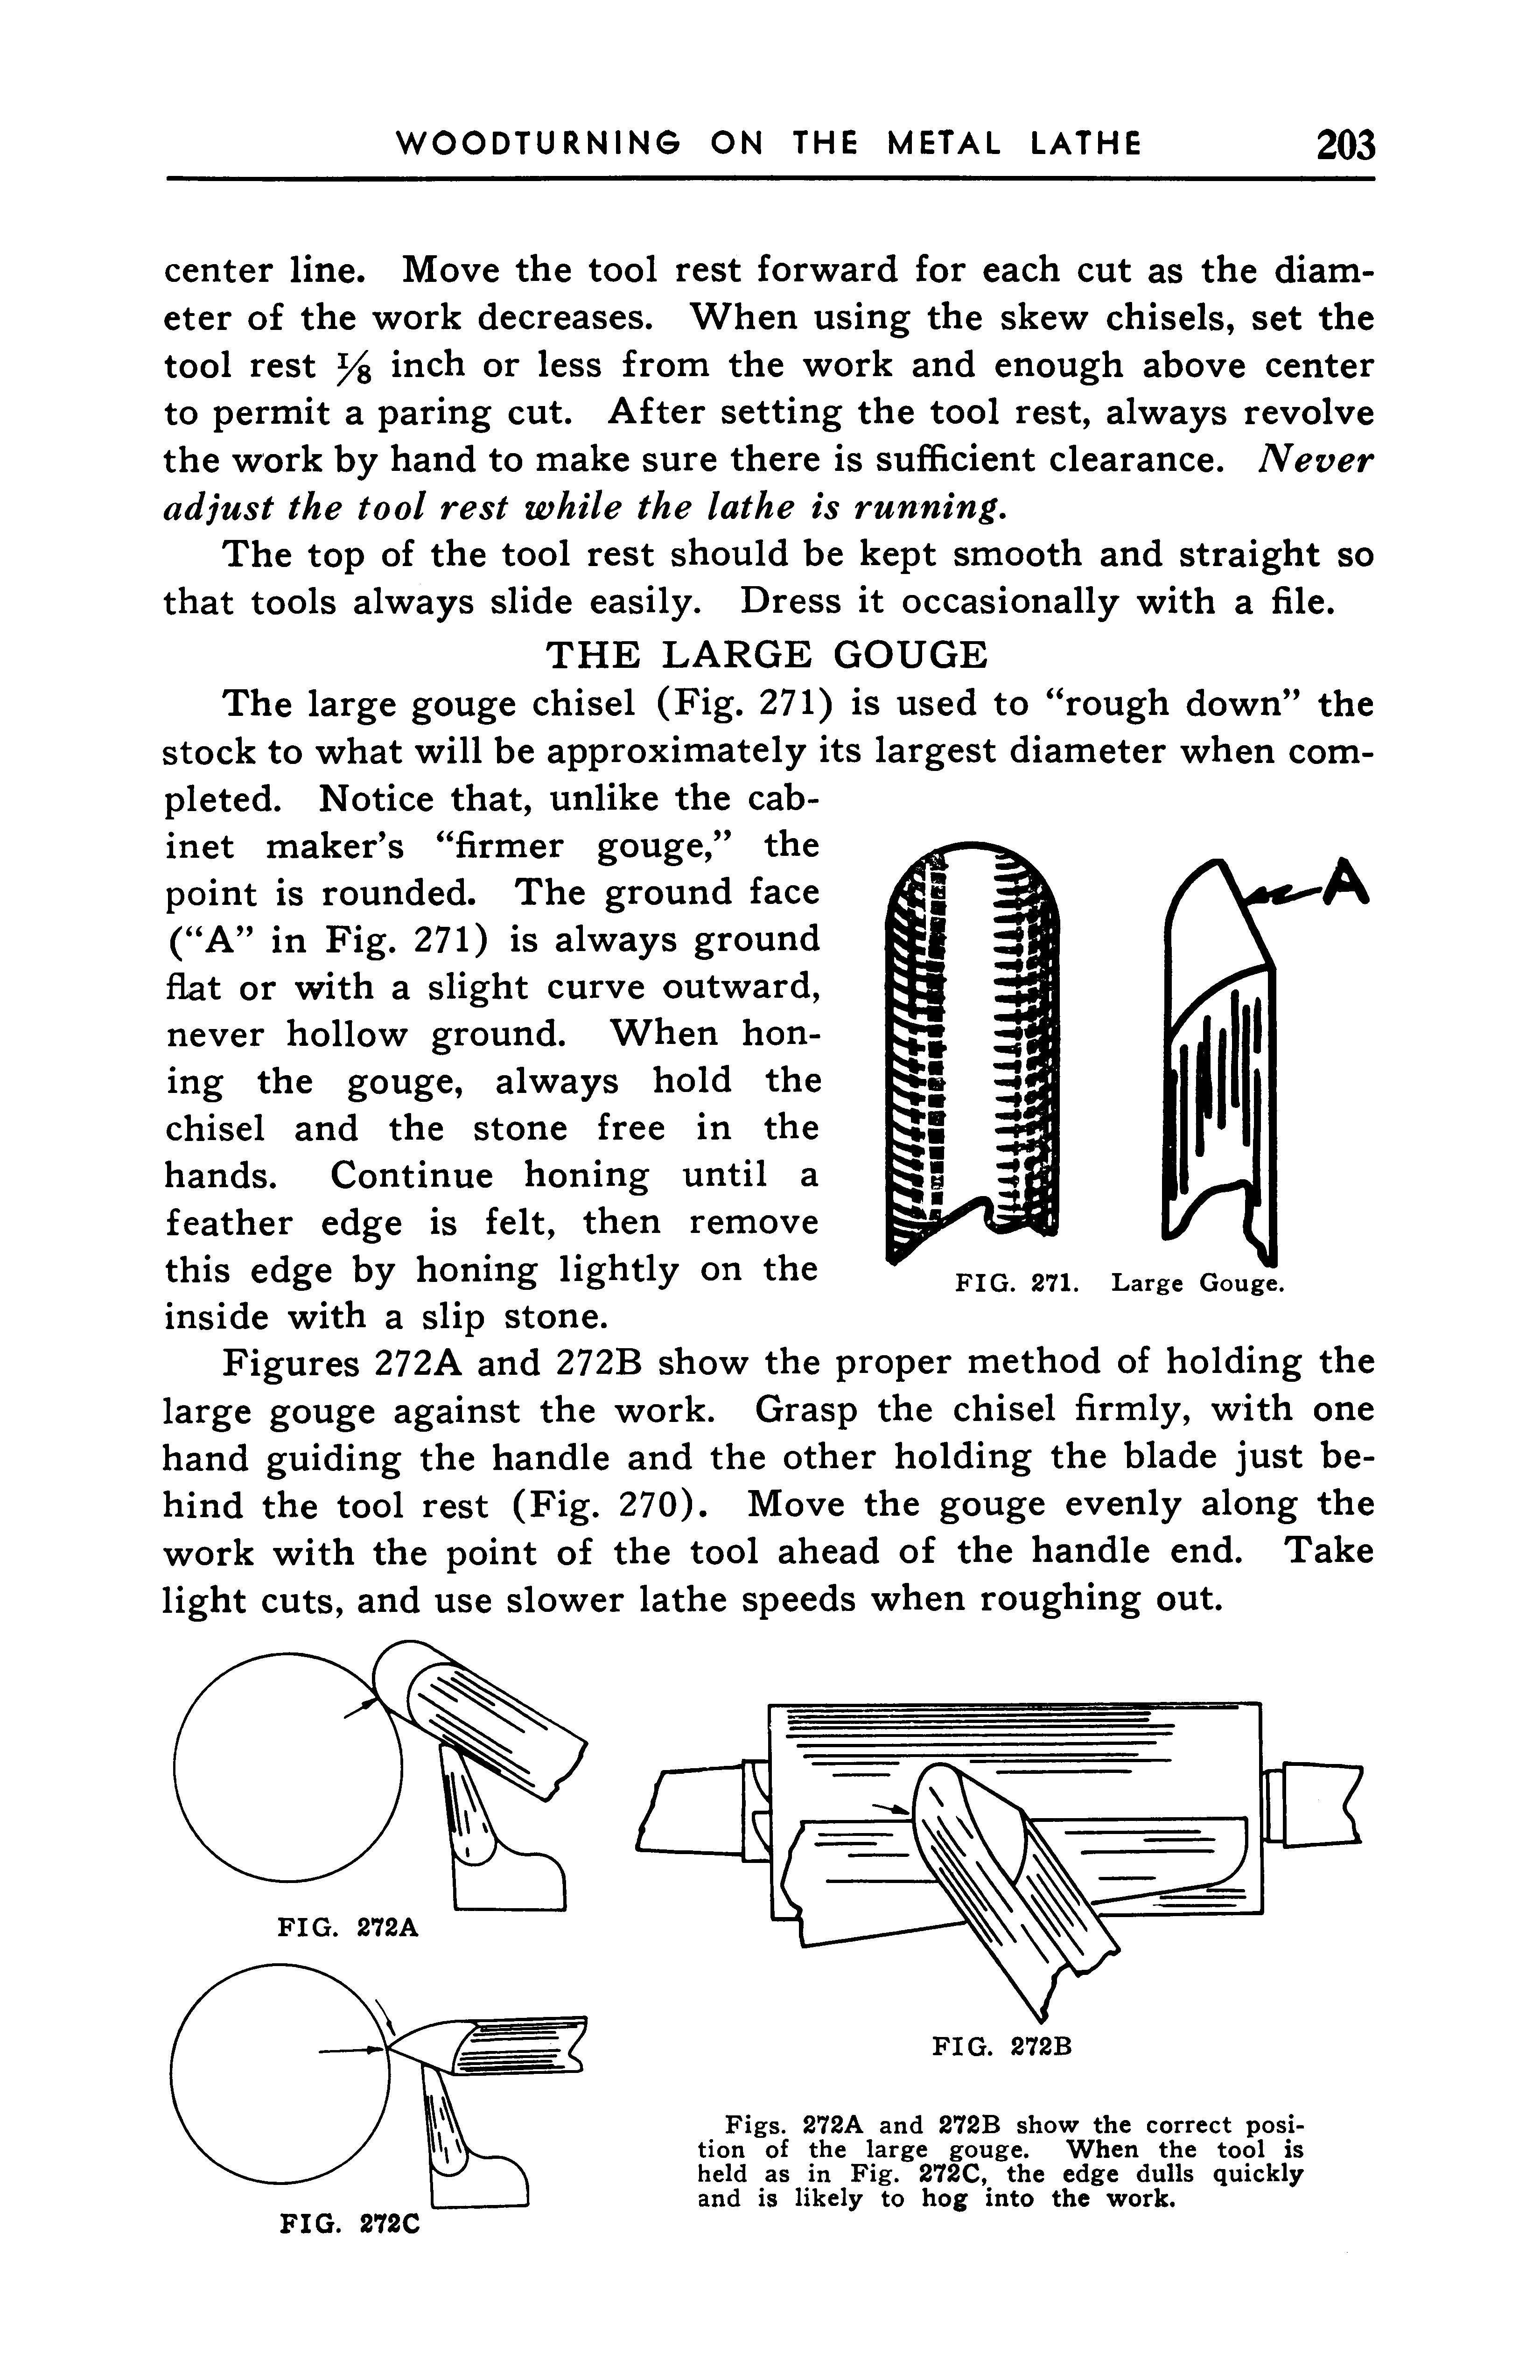 WOODTURNING ON THE METAL LATHE 203
center line. Move the tool rest forward for each cut as the diam-
eter of the work decreases. When using the skew chisels, set the
tool rest ⅛ inch or less from the work and enough above center
to permit a paring cut. After setting the tool rest, always revolve
the work by hand to make sure there is sufficient clearance. Never
adjust the tool rest while the lathe is running.
The top of the tool rest should be kept smooth and straight so
that tools always slide easily. Dress it occasionally with a file.
THE LARGE GOUGE
The large gouge chisel (Fig. 271) is used to “rough down” the
stock to what will be approximately its largest diameter when com-
pleted. Notice that, unlike the cab-
inet maker’s “firmer gouge,” the
point is rounded. The ground face
(“A” in Fig. 271) is always ground
flat or with a slight curve outward,
never hollow ground. When hon-
ing the gouge, always hold the
chisel and the stone free in the
hands. Continue honing until a
feather edge is felt, then remove
this edge by honing lightly on the
inside with a slip stone.
A
FIG. 271. Large Gouge.
Figures 272A and 272B show the proper method of holding the
large gouge against the work. Grasp the chisel firmly, with one
hand guiding the handle and the other holding the blade just be-
hind the tool rest (Fig. 270). Move the gouge evenly along the
work with the point of the tool ahead of the handle end. Take
light cuts, and use slower lathe speeds when roughing out.
FIG. 272A
FIG. 272B
FIG. 272C
Figs. 272A and 272B show the correct posi-
tion of the large gouge. When the tool is
held as in Fig. 272C, the edge dulls quickly
and is likely to hog into the work.